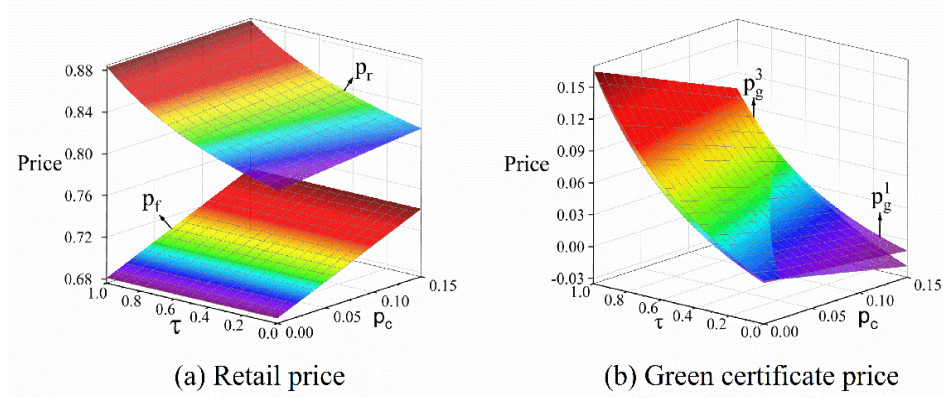 0.88
0.84
0.80
0.76
0.72
0.68
Price
p_r
p_f
1.0
0.8
0.6
0.4
0.2
0.0
τ
0.00
0.05
0.10
0.15
p_c
(a) Retail price
0.15
0.12
0.09
0.06
0.03
0.00
-0.03
Price
p_g^3
p_g^1
1.0
0.8
0.6
0.4
0.2
0.0
τ
0.00
0.05
0.10
0.15
p_c
(b) Green certificate price